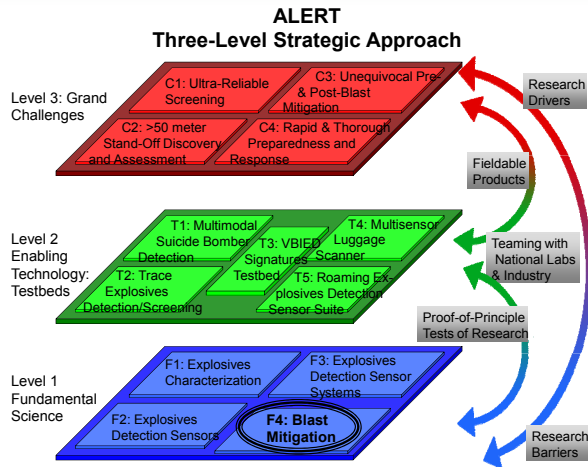 ALERT
Three-Level Strategic Approach
Level 3: Grand
Challenges
C1: Ultra-Reliable
Screening
C3: Unequivocal Pre-
& Post-Blast
Mitigation
C2: >50 meter
Stand-Off Discovery
and Assessment
C4: Rapid & Thorough
Preparedness and
Response
Research
Drivers
Fieldable
Products
Level 2
Enabling
Technology:
Testbeds
T1: Multimodal
Suicide Bomber
Detection
T3: VBIED
Signatures
Testbed
T4: Multisensor
Luggage
Scanner
T2: Trace
Explosives
Detection/Screening
T5: Roaming Ex-
plosives Detection
Sensor Suite
Teaming with
National Labs
& Industry
Proof-of-Principle
Tests of Research
Level 1
Fundamental
Science
F1: Explosives
Characterization
F3: Explosives
Detection Sensor
Systems
F2: Explosives
Detection Sensors
F4: Blast
Mitigation
Research
Barriers